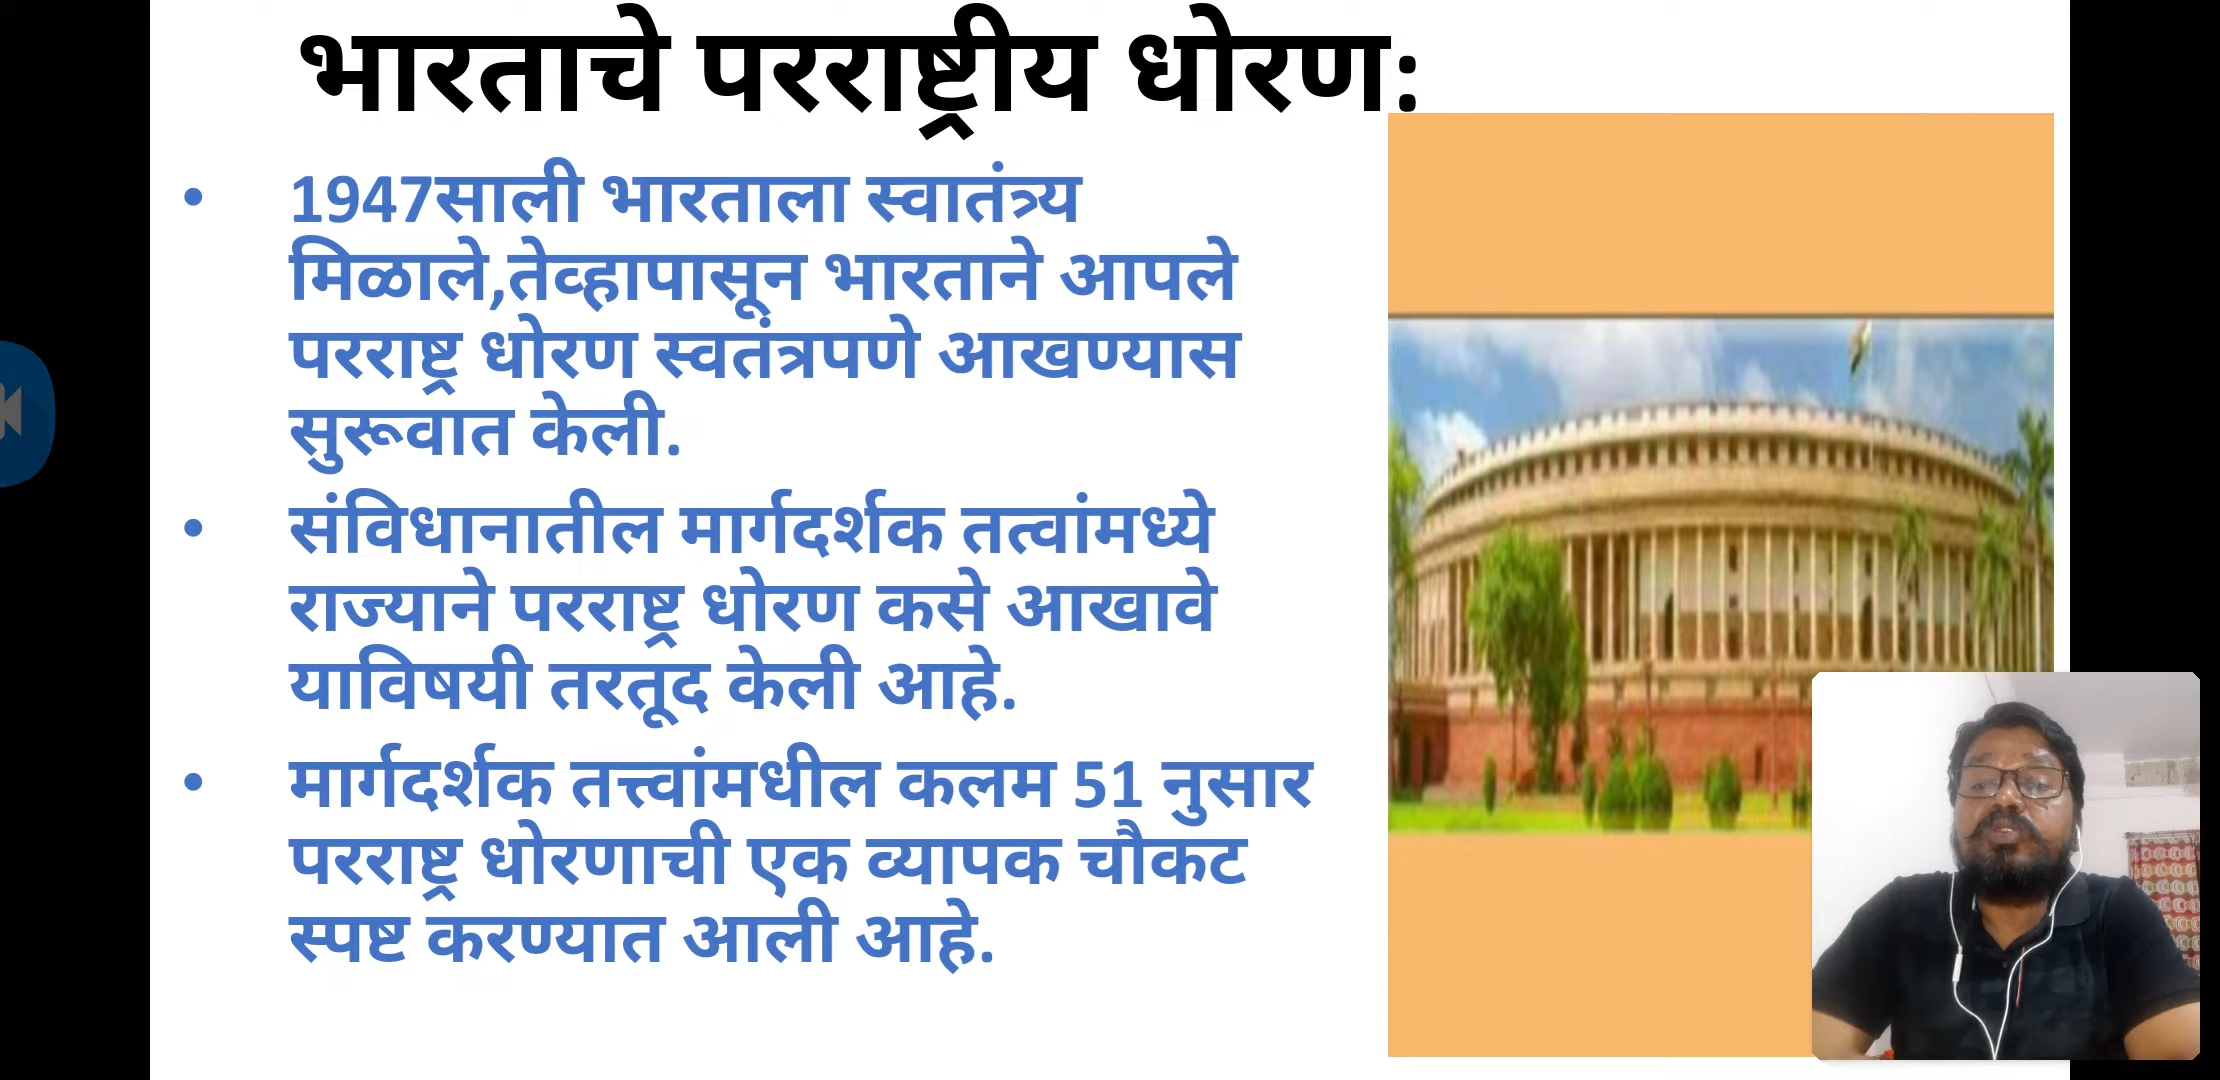 भारताचे परराष्ट्रीय धोरण:
• 1947साली भारताला स्वातंत्र्य
मिळाले,तेव्हापासून भारताने आपले
परराष्ट्र धोरण स्वतंत्रपणे आखण्यास
सुरूवात केली.
• संविधानातील मार्गदर्शक तत्वांमध्ये
राज्याने परराष्ट्र धोरण कसे आखावे
याविषयी तरतूद केली आहे.
• मार्गदर्शक तत्त्वांमधील कलम 51 नुसार
परराष्ट्र धोरणाची एक व्यापक चौकट
स्पष्ट करण्यात आली आहे.